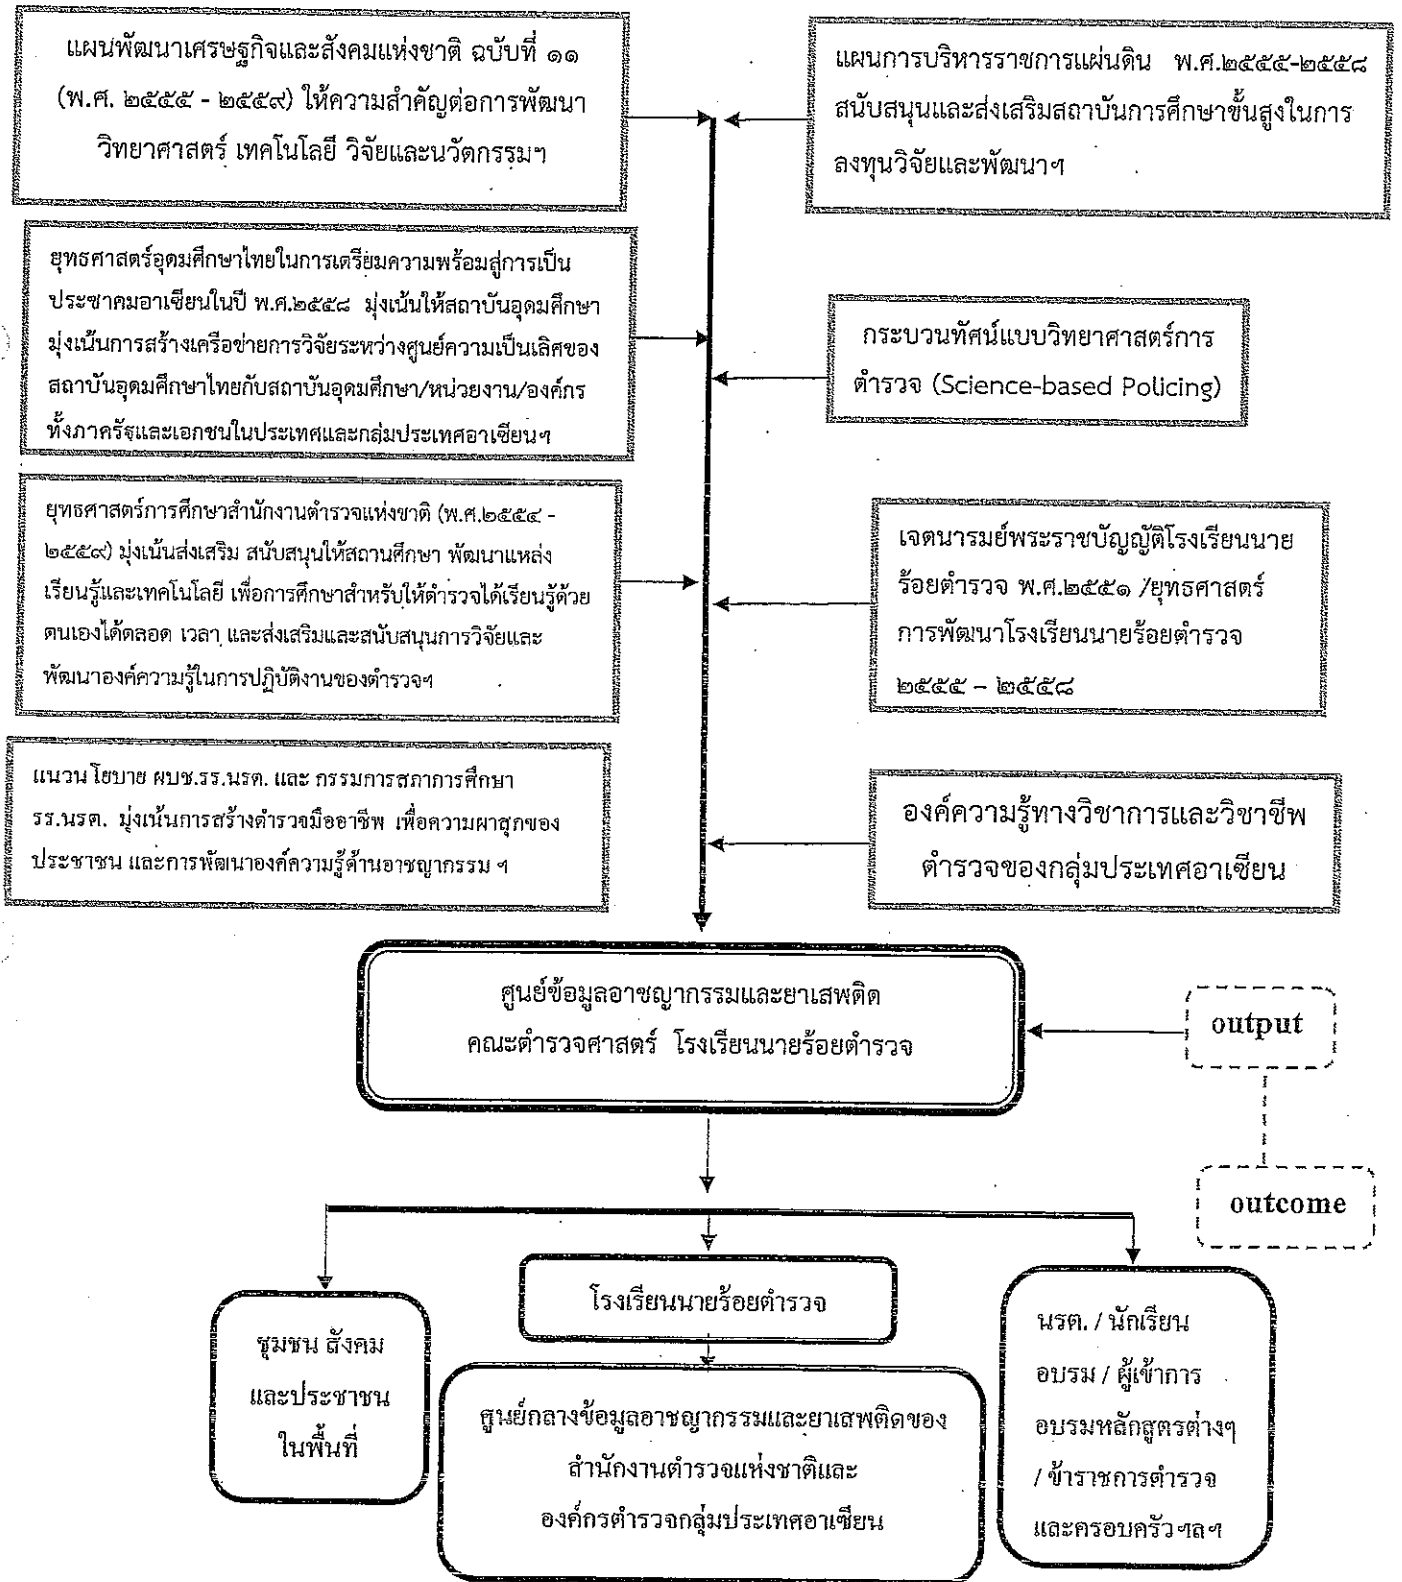 แผนพัฒนาเศรษฐกิจและสังคมแห่งชาติ ฉบับที่ ๑๑
(พ.ศ. ๒๕๕๕ - ๒๕๕๙) ให้ความสำคัญต่อการพัฒนา
วิทยาศาสตร์ เทคโนโลยี วิจัยและนวัตกรรมฯ
แผนการบริหารราชการแผ่นดิน พ.ศ.๒๕๕๕-๒๕๕๘
สนับสนุนและส่งเสริมสถาบันการศึกษาขั้นสูงในการ
ลงทุนวิจัยและพัฒนาฯ
ยุทธศาสตร์อุดมศึกษาไทยในการเตรียมความพร้อมสู่การเป็น
ประชาคมอาเซียนในปี พ.ศ.๒๕๕๘ มุ่งเน้นให้สถาบันอุดมศึกษา
มุ่งเน้นการสร้างเครือข่ายการวิจัยระหว่างศูนย์ความเป็นเลิศของ
สถาบันอุดมศึกษาไทยกับสถาบันอุดมศึกษา/หน่วยงาน/องค์กร
ทั้งภาครัฐและเอกชนในประเทศและกลุ่มประเทศอาเซียนฯ
กระบวนทัศน์แบบวิทยาศาสตร์การ
ตำรวจ (Science-based Policing)
ยุทธศาสตร์การศึกษาสำนักงานตำรวจแห่งชาติ (พ.ศ.๒๕๕๔ -
๒๕๕๙) มุ่งเน้นส่งเสริม สนับสนุนให้สถานศึกษา พัฒนาแหล่ง
เรียนรู้และเทคโนโลยี เพื่อการศึกษาสำหรับให้ตำรวจได้เรียนรู้ด้วย
ตนเองได้ตลอด เวลา และส่งเสริมและสนับสนุนการวิจัยและ
พัฒนาองค์ความรู้ในการปฏิบัติงานของตำรวจฯ
เจตนารมย์พระราชบัญญัติโรงเรียนนาย
ร้อยตำรวจ พ.ศ.๒๕๕๑ /ยุทธศาสตร์
การพัฒนาโรงเรียนนายร้อยตำรวจ
๒๕๕๕ – ๒๕๕๘
แนวนโยบาย ผบช.รร.นรต. และ กรรมการสภาการศึกษา
รร.นรต. มุ่งเน้นการสร้างตำรวจมืออาชีพ เพื่อความผาสุกของ
ประชาชน และการพัฒนาองค์ความรู้ด้านอาชญากรรม ฯ
องค์ความรู้ทางวิชาการและวิชาชีพ
ตำรวจของกลุ่มประเทศอาเซียน
ศูนย์ข้อมูลอาชญากรรมและยาเสพติด
คณะตำรวจศาสตร์ โรงเรียนนายร้อยตำรวจ
output
outcome
ชุมชน สังคม
และประชาชน
ในพื้นที่
โรงเรียนนายร้อยตำรวจ
ศูนย์กลางข้อมูลอาชญากรรมและยาเสพติดของ
สำนักงานตำรวจแห่งชาติและ
องค์กรตำรวจกลุ่มประเทศอาเซียน
นรต. / นักเรียน
อบรม / ผู้เข้าการ
อบรมหลักสูตรต่างๆ
/ ข้าราชการตำรวจ
และครอบครัวฯลฯ